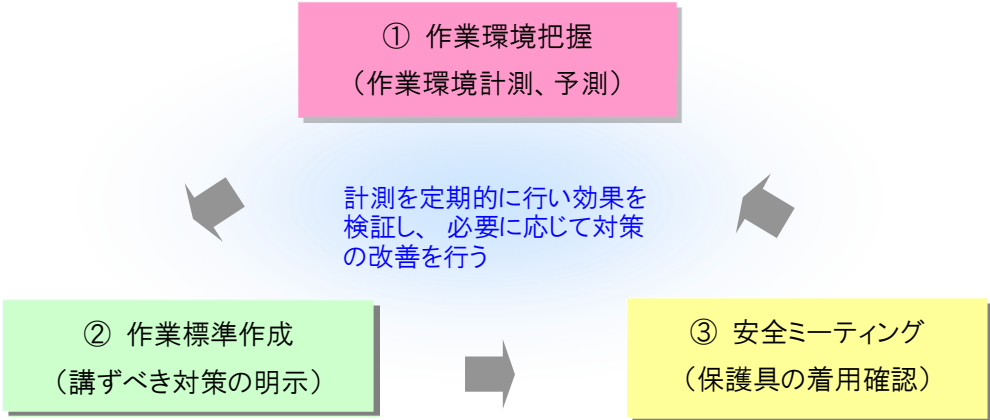 ① 作業環境把握
（作業環境計測、予測）
計測を定期的に行い効果を
検証し、 必要に応じて対策
の改善を行う
② 作業標準作成
（講ずべき対策の明示）
③ 安全ミーティング
（保護具の着用確認）